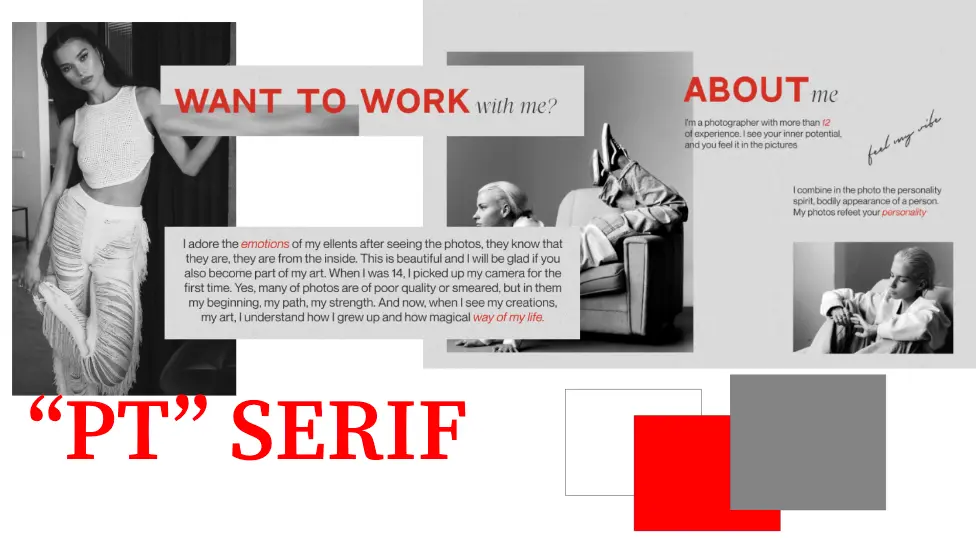 WANT TO WORK with me?
I adore the emotions of my ellents after seeing the photos, they know that
they are, they are from the inside. This is beautiful and I will be glad if you
also become part of my art. When I was 14, I picked up my camera for the
first time. Yes, many of photos are of poor quality or smeared, but in them
my beginning, my path, my strength. And now, when I see my creations,
my art, I understand how I grew up and how magical way of my life.
ABOUT me
I'm a photographer with more than 12
of experience. I see your inner potential,
and you feel it in the pictures
feel my vibe
I combine in the photo the personality
spirit, bodily appearance of a person.
My photos refeet your personality
“PT” SERIF